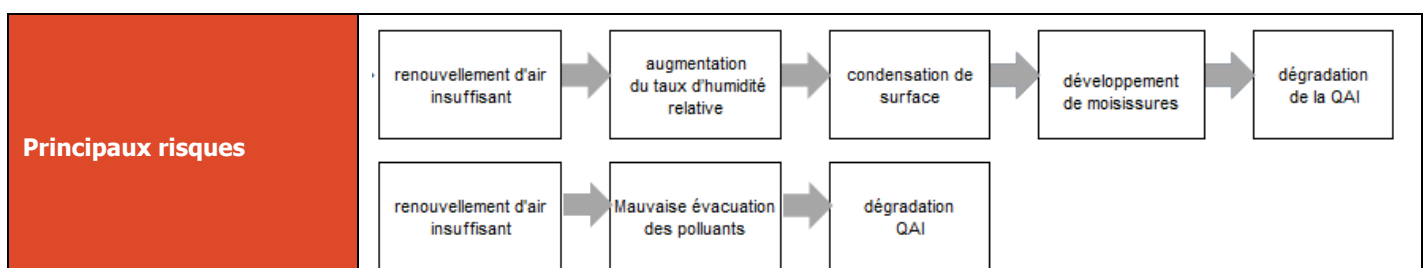 Principaux risques
renouvellement d'air
insuffisant
augmentation
du taux d'humidité
relative
condensation de
surface
développement
de moisissures
dégradation
de la QAI
renouvellement d'air
insuffisant
Mauvaise évacuation
des polluants
dégradation
QAI